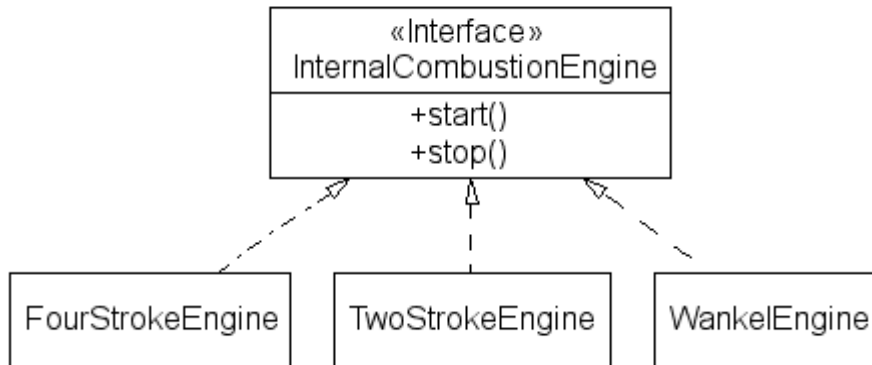 «Interface»
InternalCombustionEngine
+start()
+stop()
FourStrokeEngine
TwoStrokeEngine
WankelEngine